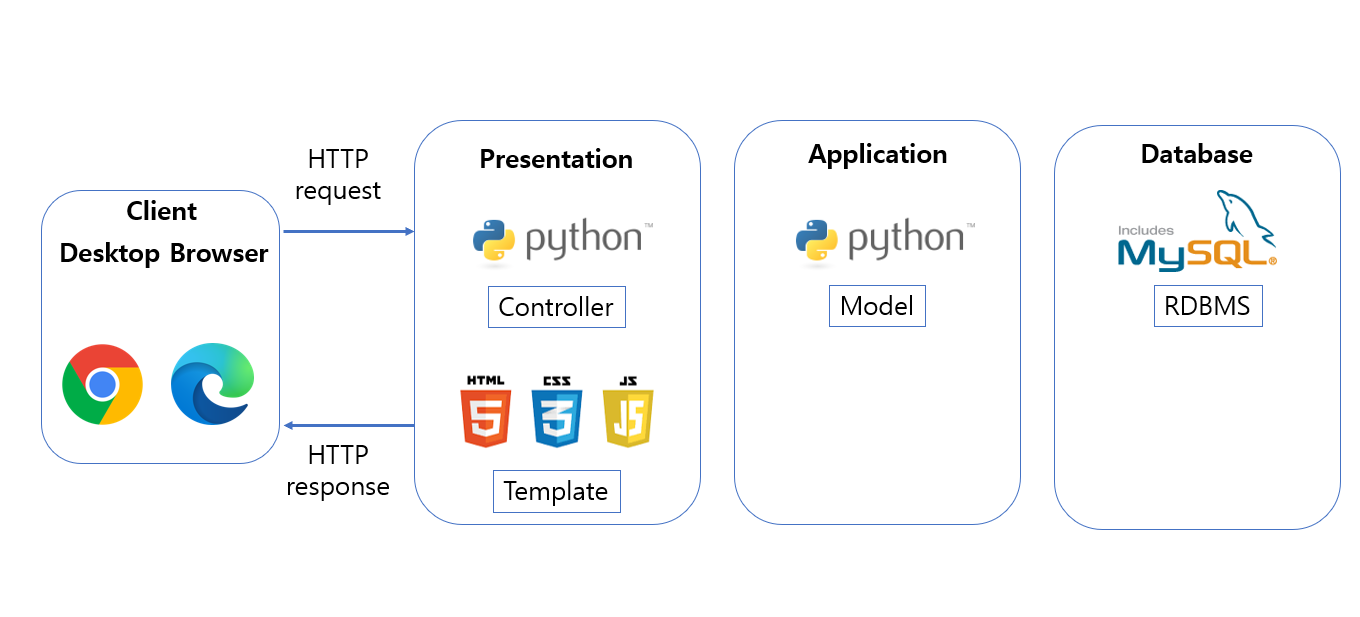 Client
Desktop Browser
HTTP
request
HTTP
response
Presentation
python™
Controller
HTML
CSS
JS
5
3
JS
Template
Application
python™
Model
Database
Includes
MySQL®
RDBMS